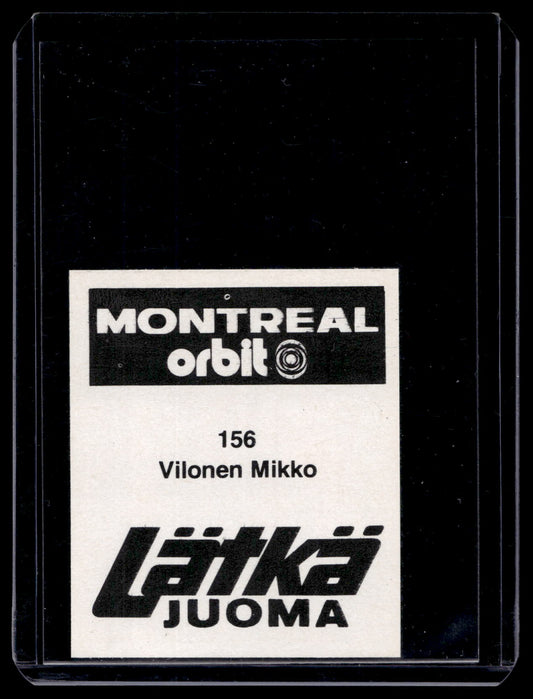 MONTREAL
orbit
156
Vilonen Mikko
Lätkä
JUOMA